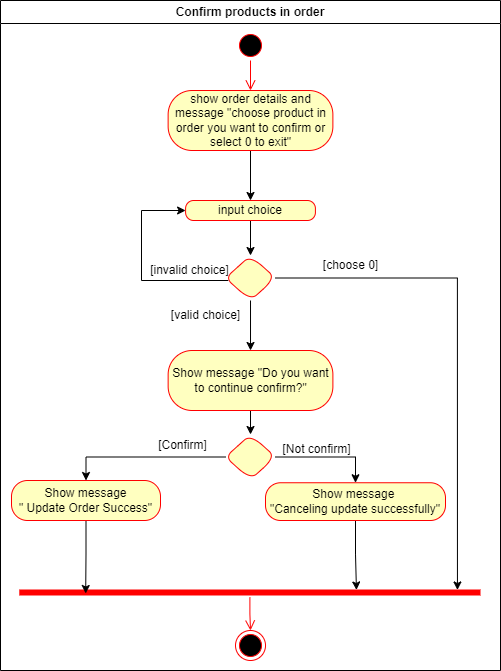 Confirm products in order
show order details and
message "choose product in
order you want to confirm or
select 0 to exit"
input choice
[invalid choice]
[choose 0]
[valid choice]
Show message "Do you want
to continue confirm?"
[Confirm]
[Not confirm]
Show message
" Update Order Success"
Show message
"Canceling update successfully"